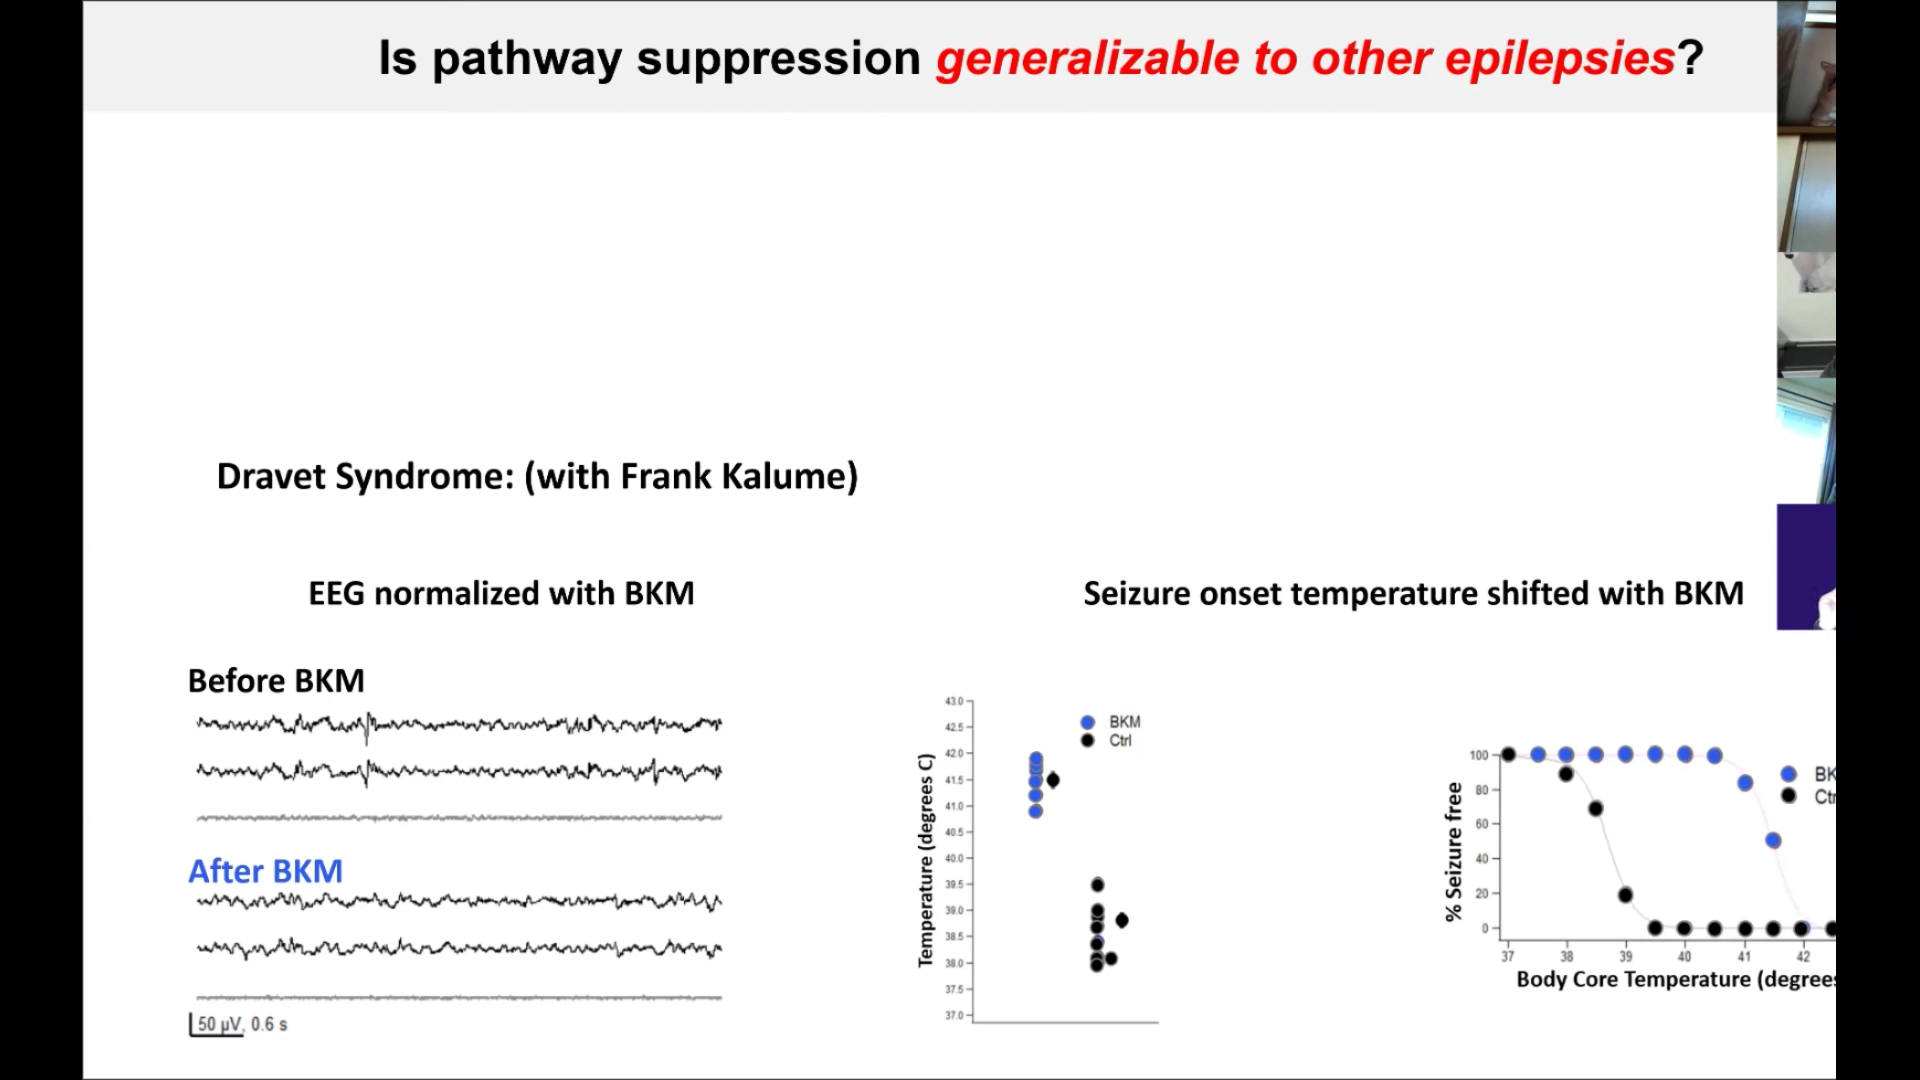 Is pathway suppression generalizable to other epilepsies?
Dravet Syndrome: (with Frank Kalume)
EEG normalized with BKM
Seizure onset temperature shifted with BKM
Before BKM
After BKM
50 µV, 0.6 s
Temperature (degrees C)
43.0
42.5
42.0
41.5
41.0
40.5
40.0
39.5
39.0
38.5
38.0
37.5
37.0
BKM
Ctrl
% Seizure free
100
80
60
40
20
0
37 38 39 40 41 42
Body Core Temperature (degrees
BK
Ctr